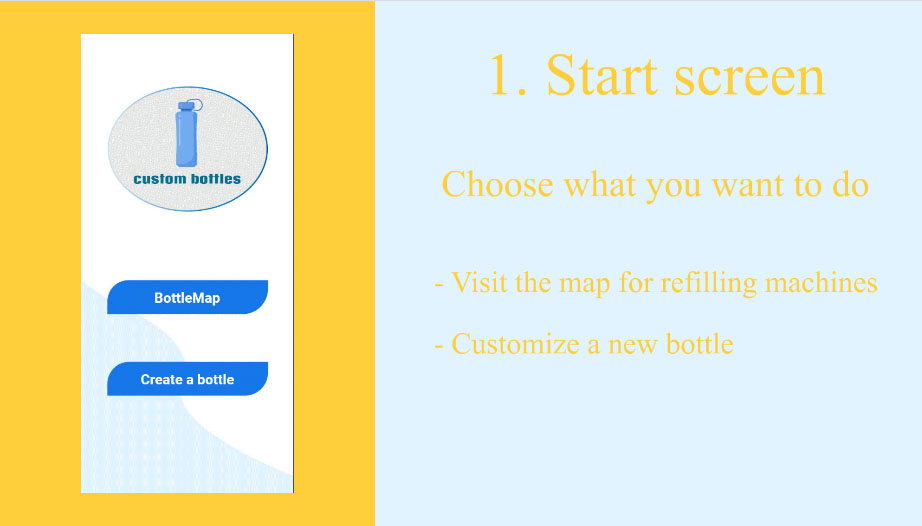 custom bottles
BottleMap
Create a bottle
1. Start screen
Choose what you want to do
- Visit the map for refilling machines
- Customize a new bottle